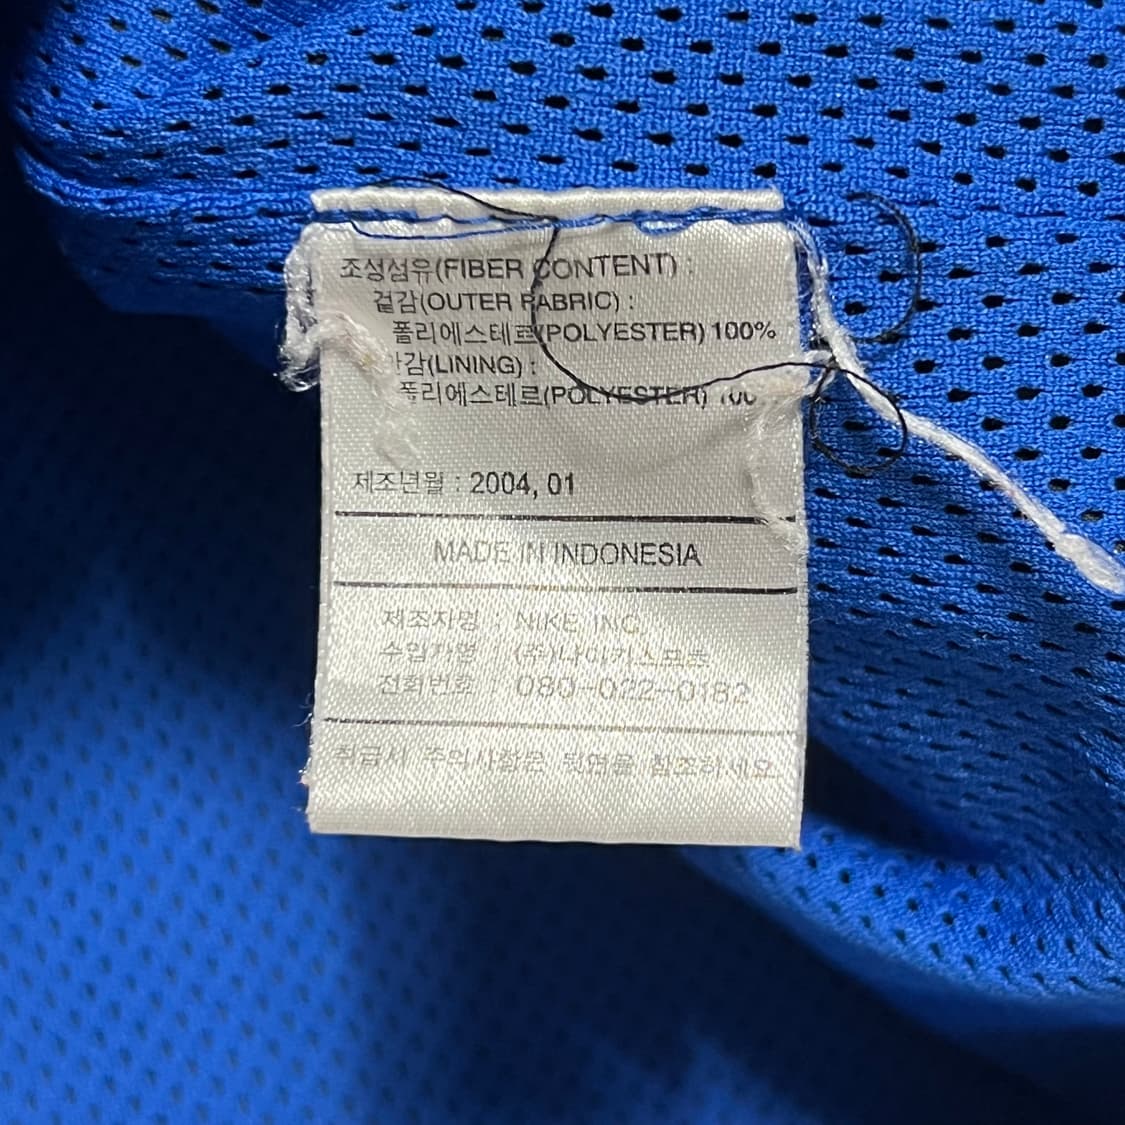 조성섬유(FIBER CONTENT) :
겉감(OUTER FABRIC) :
폴리에스테르(POLYESTER) 100%
안감(LINING) :
폴리에스테르(POLYESTER) 100
제조년월 : 2004, 01
MADE IN INDONESIA
제조자명 : NIKE INC.
수입자명 : (주)나이키스포츠
전화번호 : 080-022-0182
취급시 주의사항은 뒷면을 참조하세요